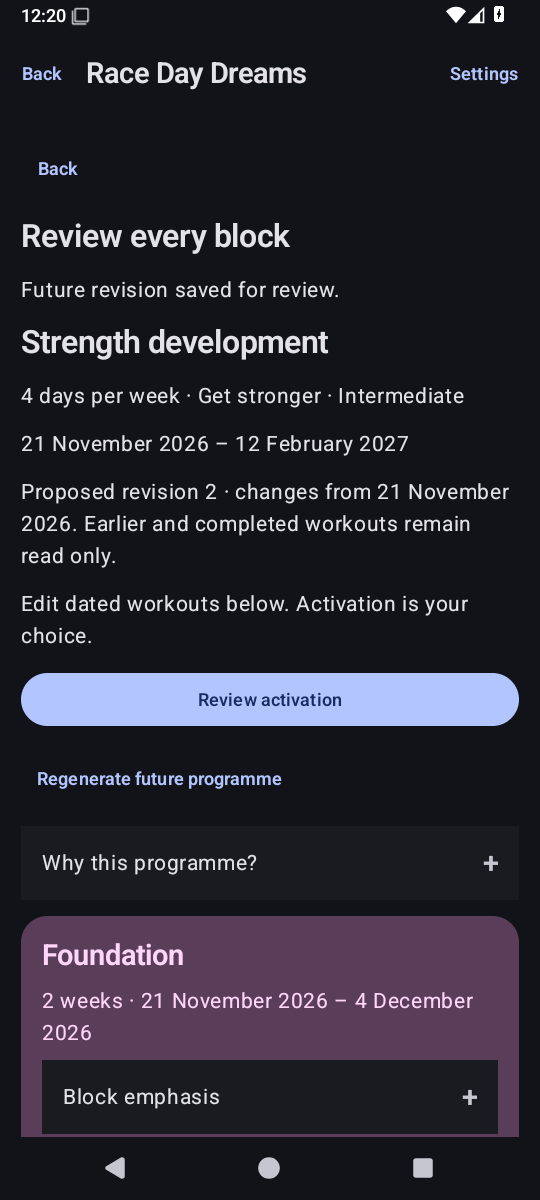 12:20
Back Race Day Dreams Settings
Back
Review every block
Future revision saved for review.
Strength development
4 days per week · Get stronger · Intermediate
21 November 2026 – 12 February 2027
Proposed revision 2 · changes from 21 November
2026. Earlier and completed workouts remain
read only.
Edit dated workouts below. Activation is your
choice.
Review activation
Regenerate future programme
Why this programme? +
Foundation
2 weeks · 21 November 2026 – 4 December
2026
Block emphasis +